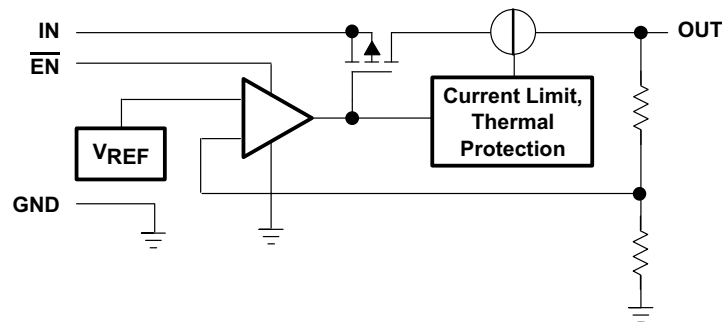 IN
OUT
EN
Current Limit,
Thermal
Protection
VREF
GND